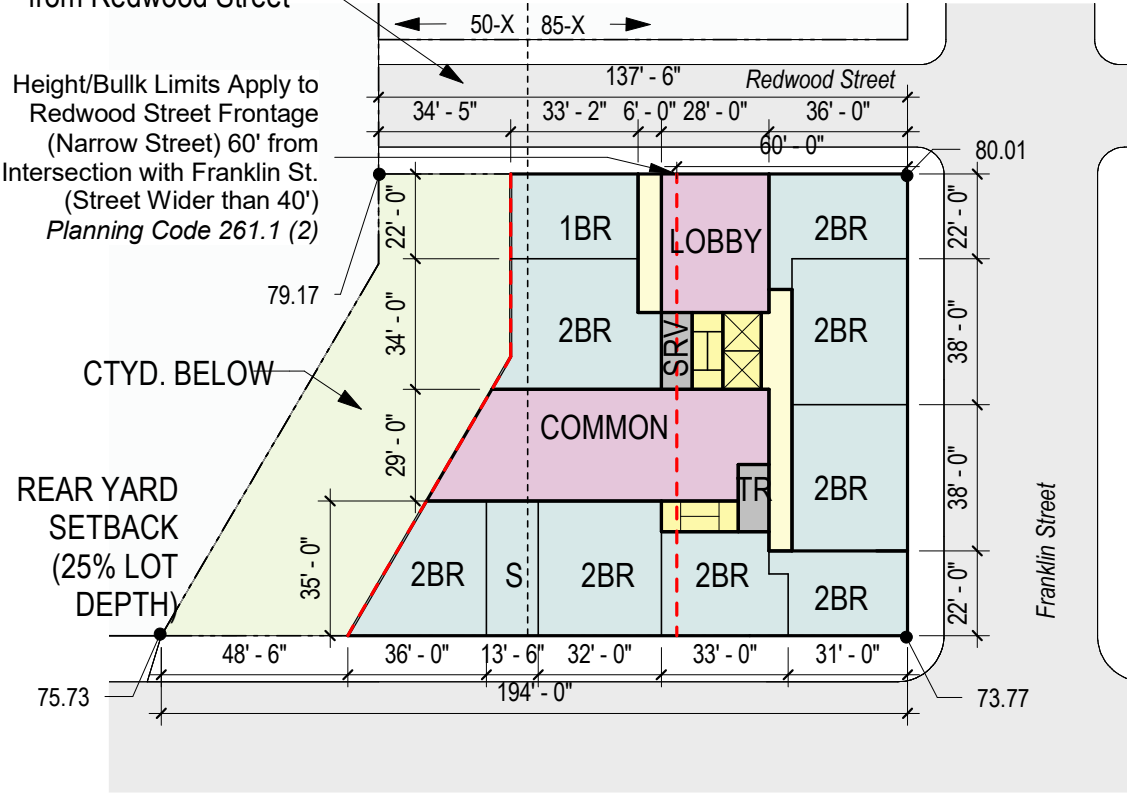 from Redwood Street
50-X 85-X
137' - 6" Redwood Street
34' - 5" 33' - 2" 6' - 0" 28' - 0" 36' - 0"
60' - 0"
Height/Bullk Limits Apply to
Redwood Street Frontage
(Narrow Street) 60' from
Intersection with Franklin St.
(Street Wider than 40')
Planning Code 261.1 (2)
80.01
22' - 0"
1BR
LOBBY
2BR
22' - 0"
79.17
34' - 0"
2BR
SRV
2BR
38' - 0"
CTYD. BELOW
COMMON
29' - 0"
TR
2BR
38' - 0"
Franklin Street
REAR YARD
SETBACK
(25% LOT
DEPTH)
35' - 0"
2BR
S
2BR
2BR
2BR
22' - 0"
48' - 6" 36' - 0" 13' - 6" 32' - 0" 33' - 0" 31' - 0"
75.73
194' - 0"
73.77